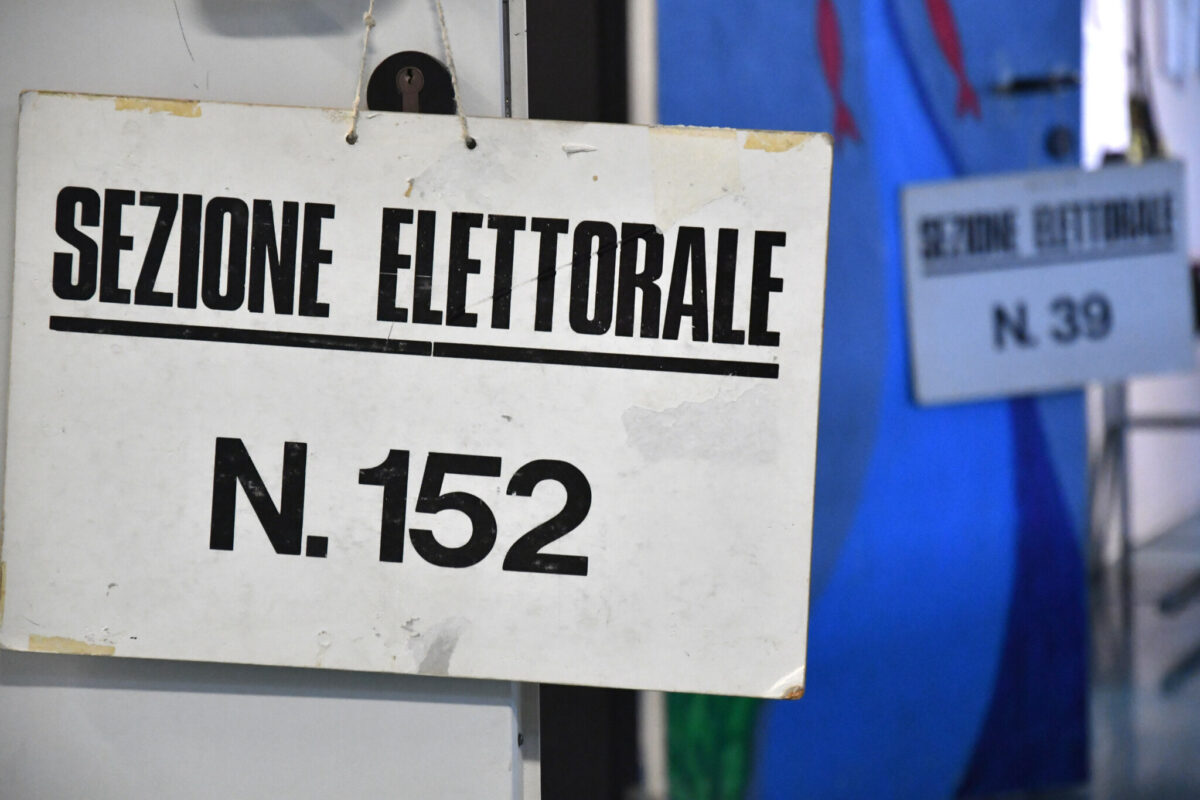 SEZIONE ELETTORALE
N. 152
SEZIONE ELETTORALE
N. 39